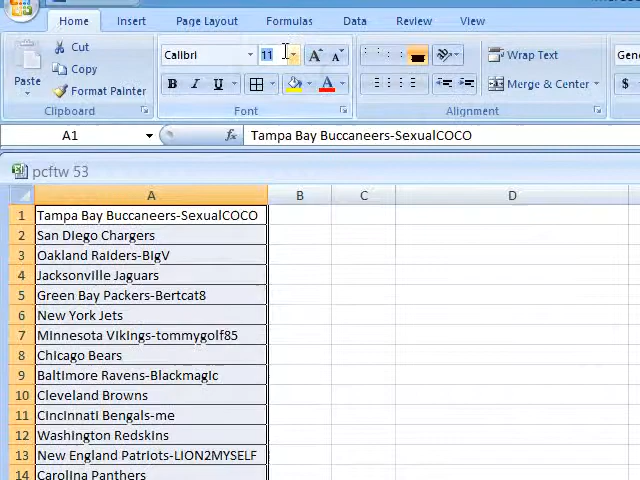 Home Insert Page Layout Formulas Data Review View
Cut
Calibri 11 A A Wrap Text Gen
Paste Copy
Format Painter B I U A Merge & Center $
Clipboard Font Alignment
A1 fx Tampa Bay Buccaneers-SexualCOCO
pcftw 53
A B C D
1 Tampa Bay Buccaneers-SexualCOCO
2 San Diego Chargers
3 Oakland Raiders-BigV
4 Jacksonville Jaguars
5 Green Bay Packers-Bertcat8
6 New York Jets
7 Minnesota Vikings-tommygolf85
8 Chicago Bears
9 Baltimore Ravens-Blackmagic
10 Cleveland Browns
11 Cincinnati Bengals-me
12 Washington Redskins
13 New England Patriots-LION2MYSELF
14 Carolina Panthers